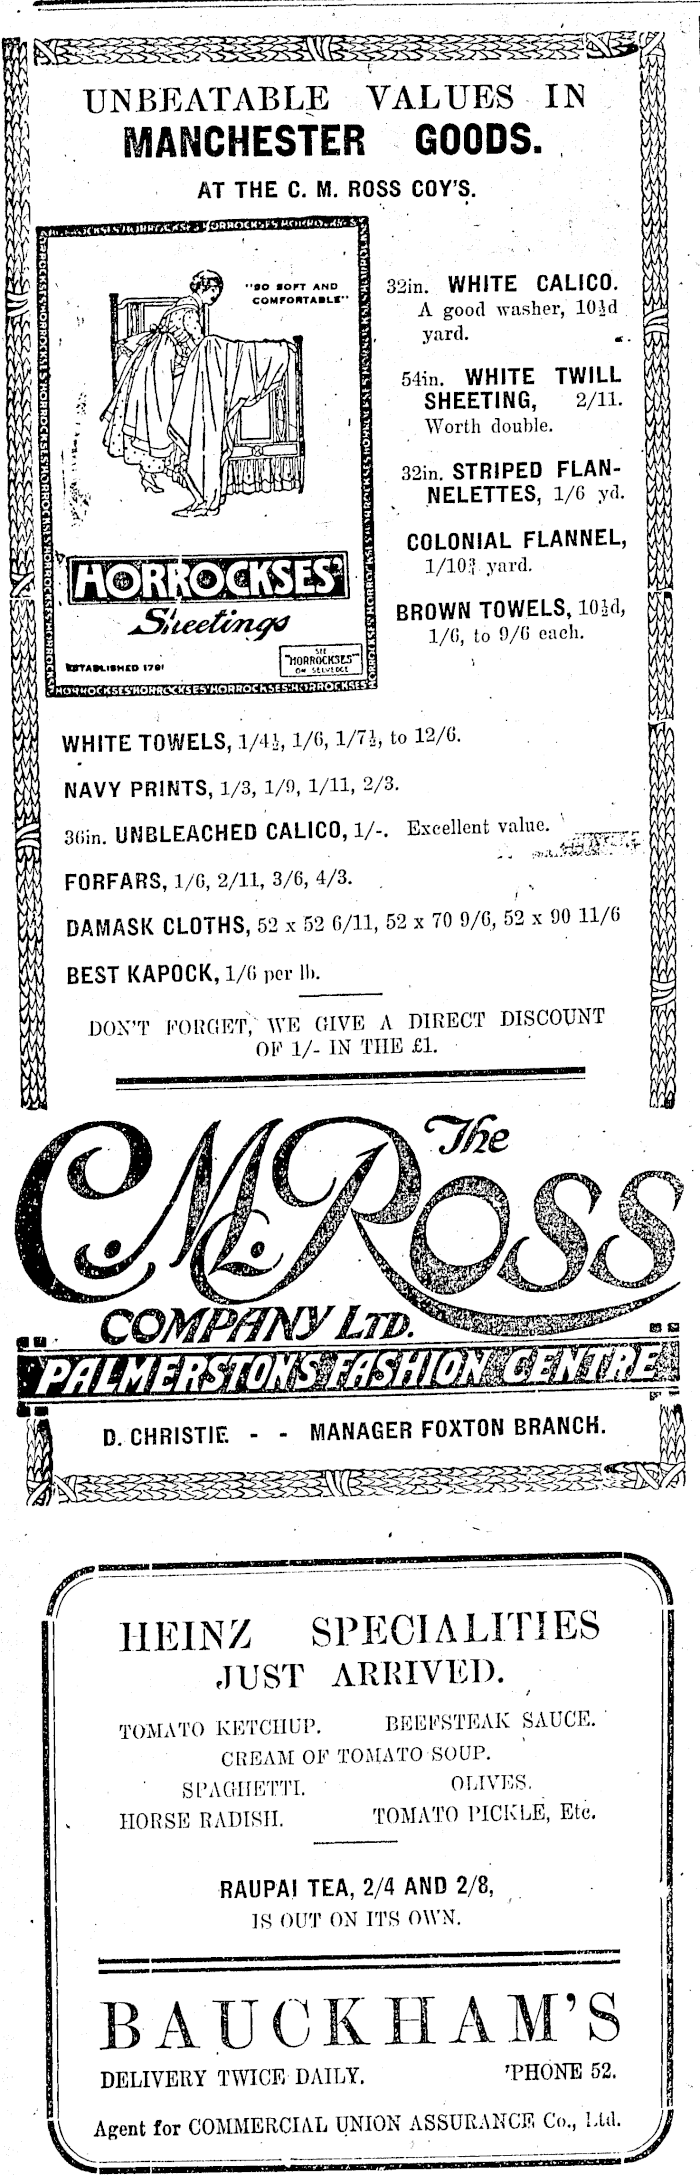 UNBEATABLE VALUES IN
MANCHESTER GOODS.
AT THE C. M. ROSS COY'S.
"SO SOFT AND
COMFORTABLE"
HORROCKSES'
Sheetings
ESTABLISHED 1791
SEE
"HORROCKSES"
ON SELVEDGE
32in. WHITE CALICO.
A good washer, 10½d
yard.
54in. WHITE TWILL
SHEETING, 2/11.
Worth double.
32in. STRIPED FLAN-
NELETTES, 1/6 yd.
COLONIAL FLANNEL,
1/10¾ yard.
BROWN TOWELS, 10½d,
1/6, to 9/6 each.
WHITE TOWELS, 1/4½, 1/6, 1/7½, to 12/6.
NAVY PRINTS, 1/3, 1/9, 1/11, 2/3.
36in. UNBLEACHED CALICO, 1/-. Excellent value.
FORFARS, 1/6, 2/11, 3/6, 4/3.
DAMASK CLOTHS, 52 x 52 6/11, 52 x 70 9/6, 52 x 90 11/6
BEST KAPOCK, 1/6 per lb.
DON'T FORGET, WE GIVE A DIRECT DISCOUNT
OF 1/- IN THE £1.
The
C.M. Ross
COMPANY LTD.
PALMERSTON'S FASHION CENTRE
D. CHRISTIE - - MANAGER FOXTON BRANCH.
HEINZ SPECIALITIES
JUST ARRIVED.
TOMATO KETCHUP. BEEFSTEAK SAUCE.
CREAM OF TOMATO SOUP.
SPAGHETTI. OLIVES.
HORSE RADISH. TOMATO PICKLE, Etc.
RAUPAI TEA, 2/4 AND 2/8,
IS OUT ON ITS OWN.
BAUCKHAM'S
DELIVERY TWICE DAILY. 'PHONE 52.
Agent for COMMERCIAL UNION ASSURANCE Co., Ltd.